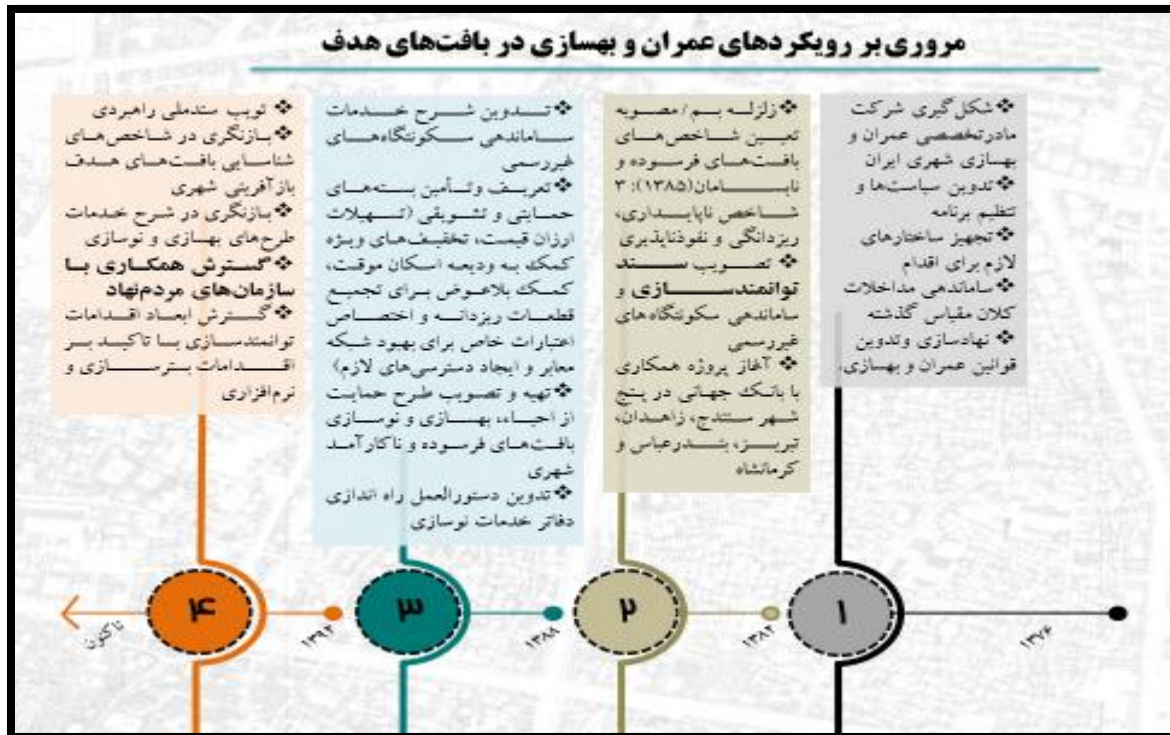 مروری بر رویکردهای عمران و بهسازی در بافت‌های هدف
❖شکل‌گیری شرکت
مادرتخصصی عمران و
بهسازی شهری ایران
❖تدوین سیاست‌ها و
تنظیم برنامه
❖تجهیز ساختارهای
لازم برای اقدام
❖ساماندهی مداخلات
کلان مقیاس گذشته
❖نهادسازی وتدوین
قوانین عمران و بهسازی.
❖زلزله بم/مصوبه
تعیین شاخص‌های
بافت‌های فرسوده و
نابسامان(۱۳۸۵): ۳
شاخص ناپایداری،
ریزدانگی و نفوذناپذیری
❖ تصویب سند
توانمندسازی و
ساماندهی سکونتگاه‌های
غیررسمی
❖ آغاز پروژه همکاری
با بانک جهانی در پنج
شهر سنندج، زاهدان،
تبریز، بندرعباس و
کرمانشاه
❖تدوین شرح خدمات
ساماندهی سکونتگاه‌های
غیررسمی
❖تعریف وتأمین بسته‌های
حمایتی و تشویقی (تسهیلات
ارزان قیمت، تخفیف‌های ویژه
کمک به ودیعه اسکان موقت،
کمک بلاعوض برای تجمیع
قطعات ریزدانه و اختصاص
اعتبارات خاص برای بهبود شبکه
معابر و ایجاد دسترسی‌های لازم)
❖تهیه و تصویب طرح حمایت
از احیاء، بهسازی و نوسازی
بافت‌های فرسوده و ناکارآمد
شهری
❖تدوین دستورالعمل راه اندازی
دفاتر خدمات نوسازی
❖ تویب سندملی راهبردی
❖بازنگری در شاخص‌های
شناسایی بافت‌های هدف
بازآفرینی شهری
❖بازنگری در شرح خدمات
طرح‌های بهسازی و نوسازی
❖گسترش همکاری با
سازمان‌های مردم‌نهاد
❖گسترش ابعاد اقدامات
توانمندسازی با تاکید بر
اقدامات بسترسازی و
نرم‌افزاری
۱۳۷۶
۱
۱۳۸۲
۲
۱۳۸۸
۳
۱۳۹۲
۴
تاکنون